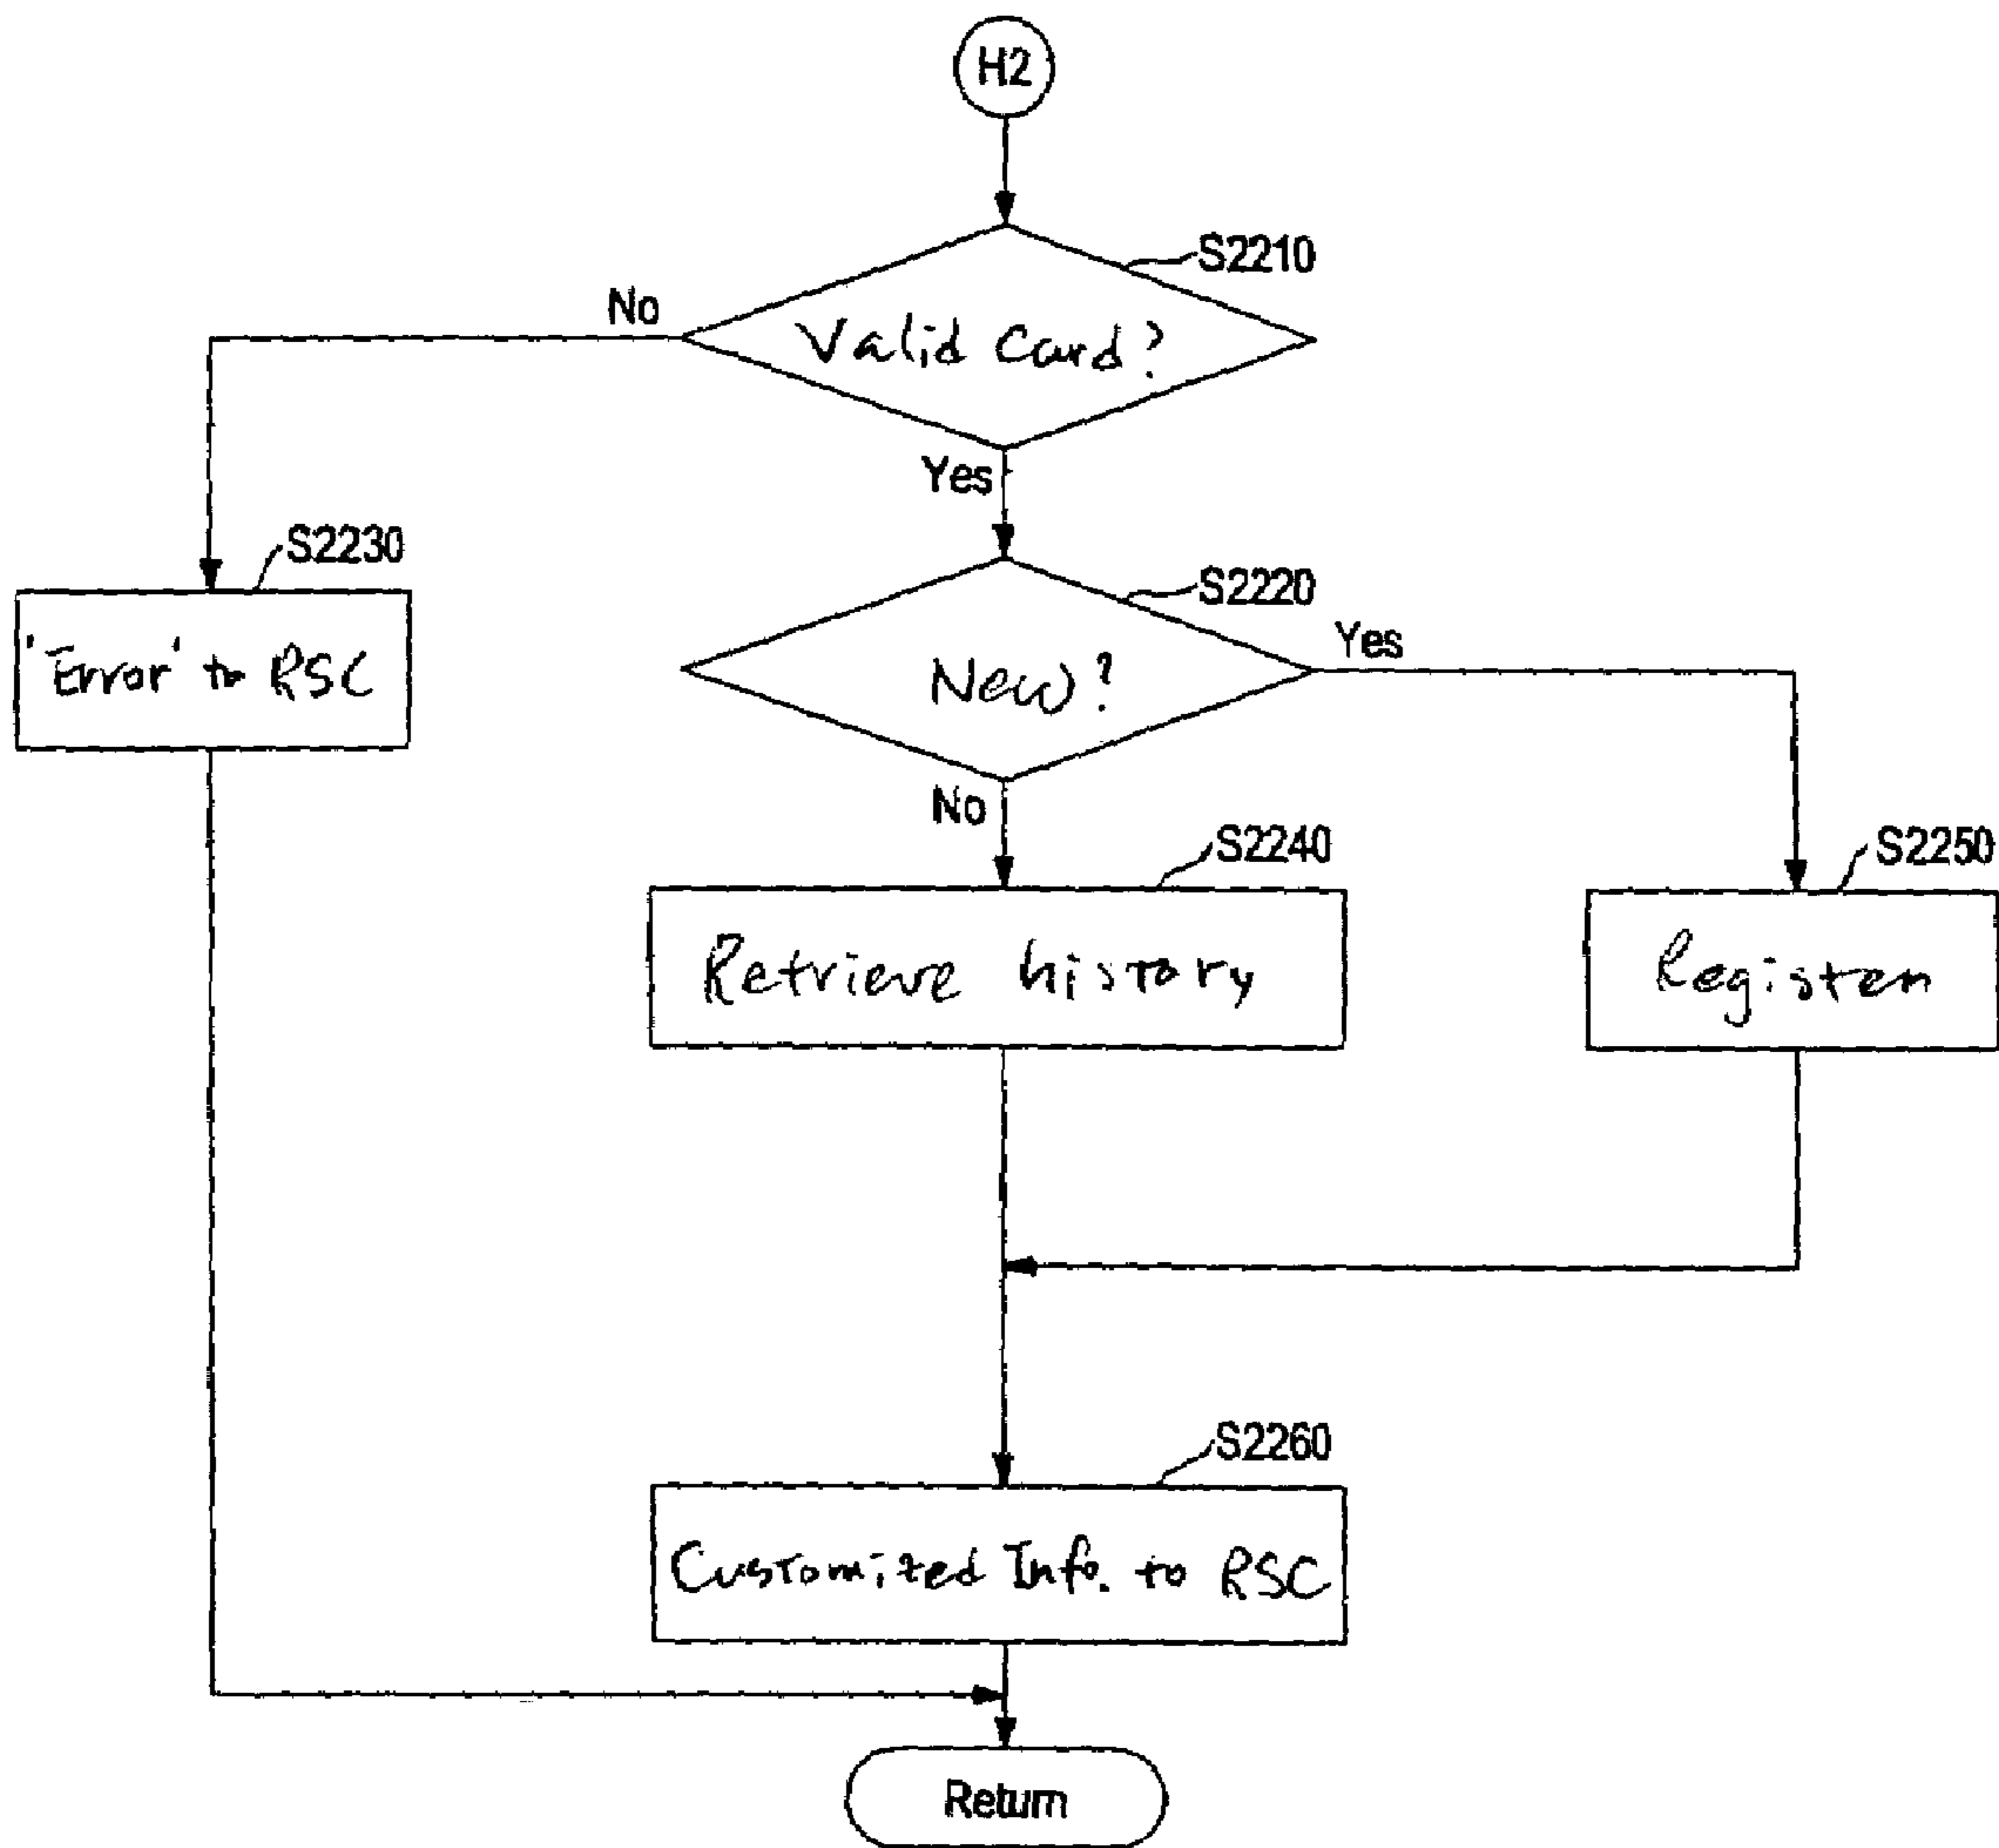 H2
S2210
No
Valid Card?
Yes
S2230
S2220
'Error' to RSC
New?
Yes
No
S2240
S2250
Retrieve history
Register
S2260
Customized Info. to RSC
Return